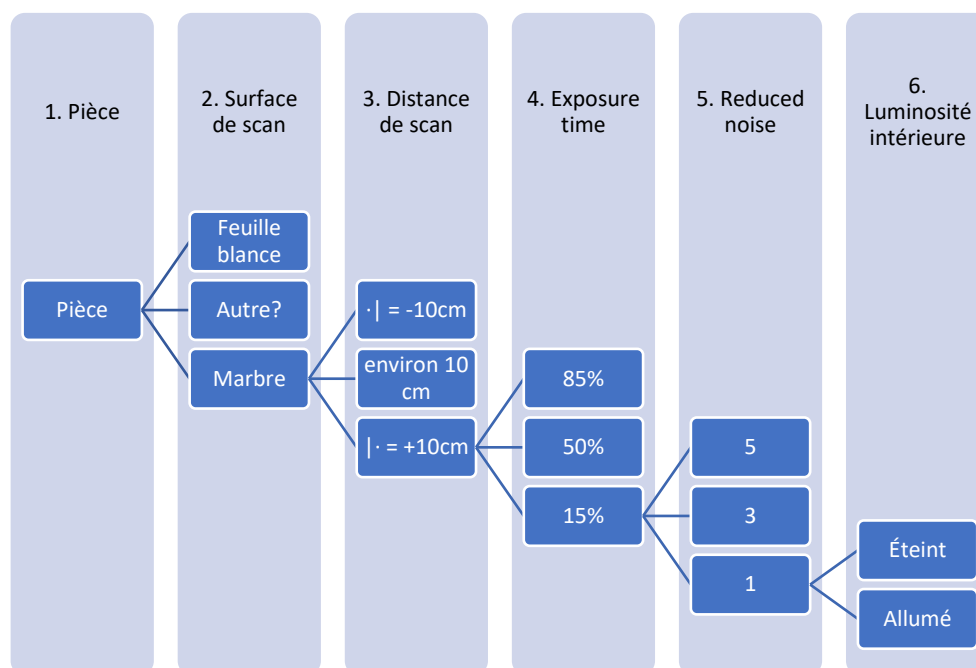 1. Pièce
2. Surface
de scan
3. Distance
de scan
4. Exposure
time
5. Reduced
noise
6.
Luminosité
intérieure
Pièce
Feuille
blance
Autre?
Marbre
·| = -10cm
environ 10
cm
|· = +10cm
85%
50%
15%
5
3
1
Éteint
Allumé